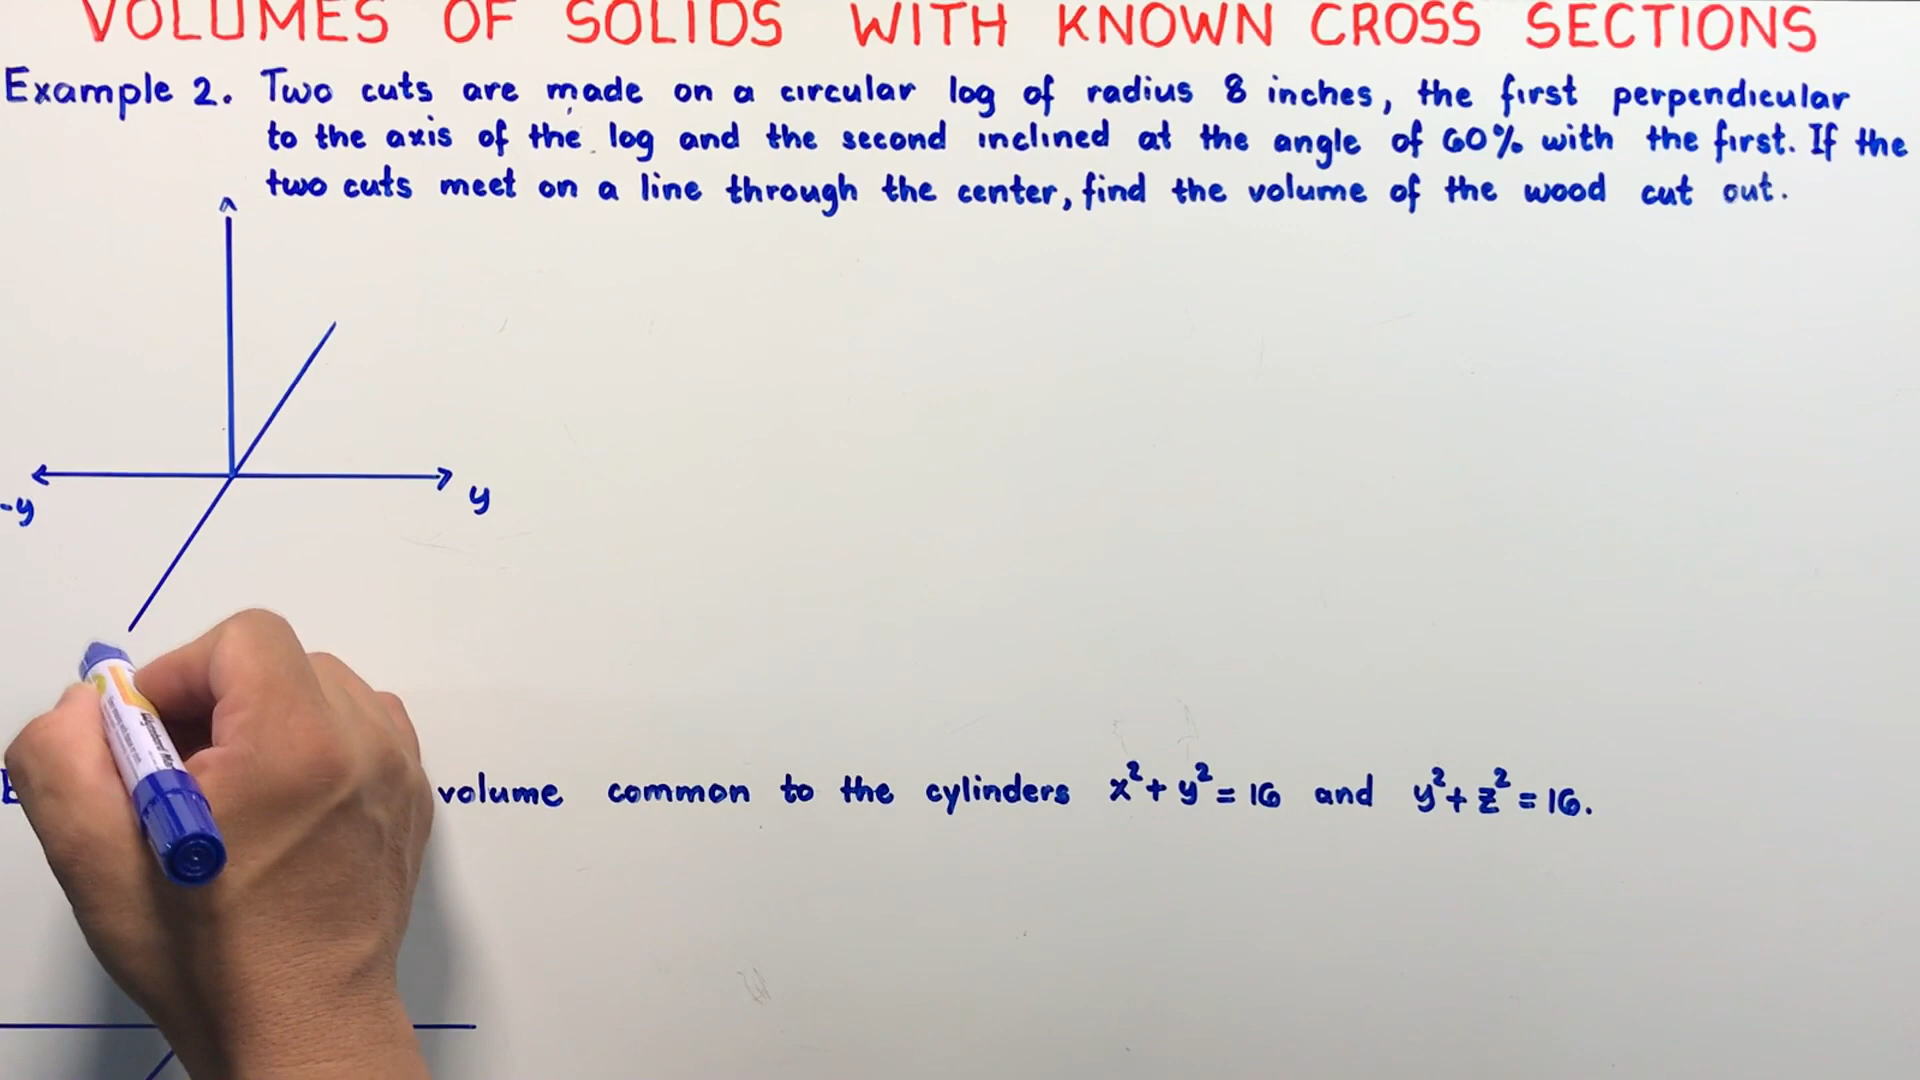 VOLUMES OF SOLIDS WITH KNOWN CROSS SECTIONS
Example 2. Two cuts are made on a circular log of radius 8 inches, the first perpendicular
to the axis of the log and the second inclined at the angle of 60% with the first. If the
two cuts meet on a line through the center, find the volume of the wood cut out.
-y
y
volume common to the cylinders x²+ y² = 16 and y²+ z² = 16.